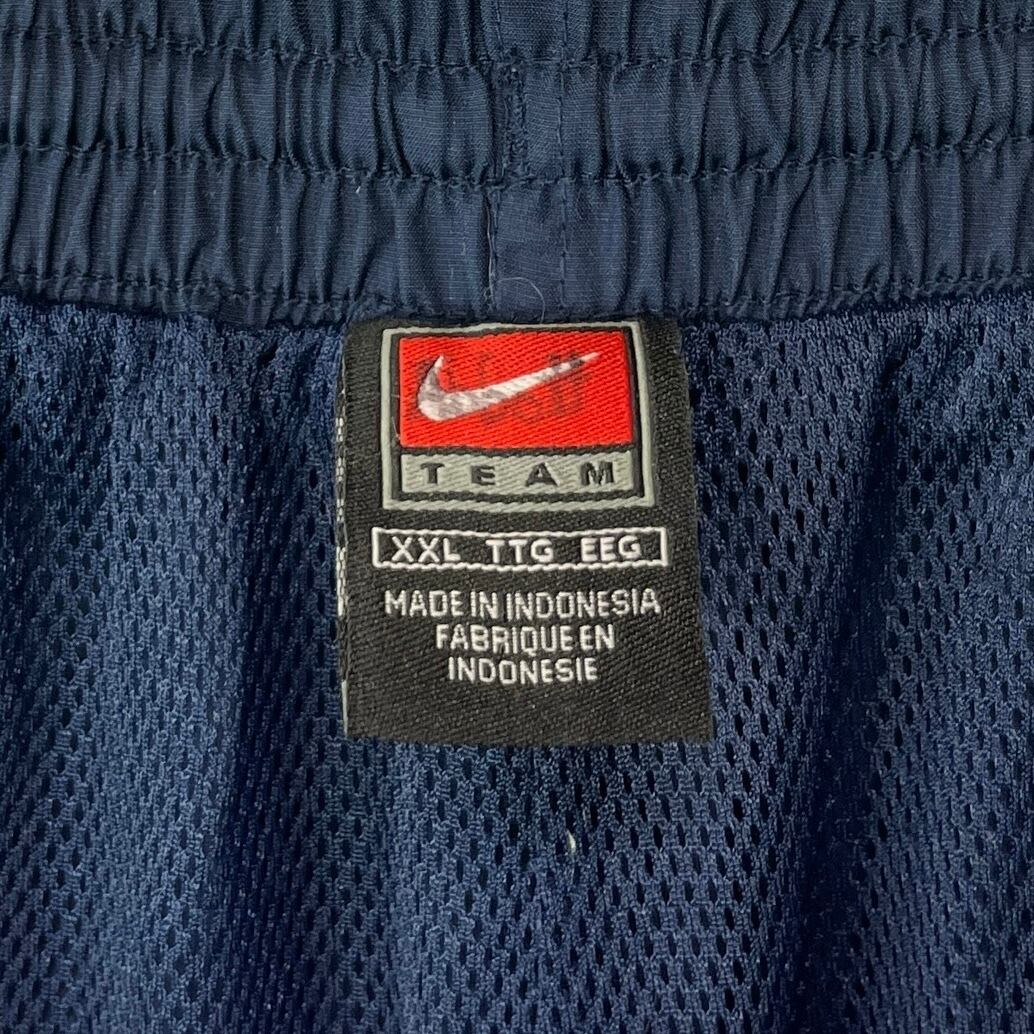 TEAM
XXL TTG EEG
MADE IN INDONESIA
FABRIQUE EN
INDONESIE